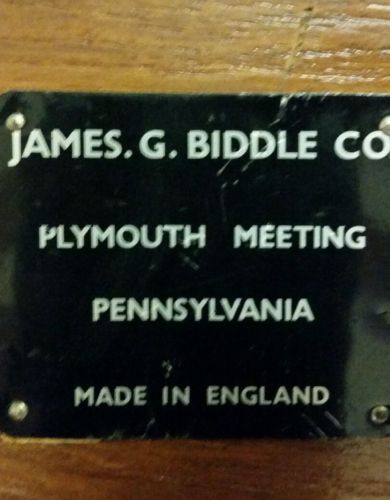 JAMES. G. BIDDLE CO
PLYMOUTH MEETING
PENNSYLVANIA
MADE IN ENGLAND